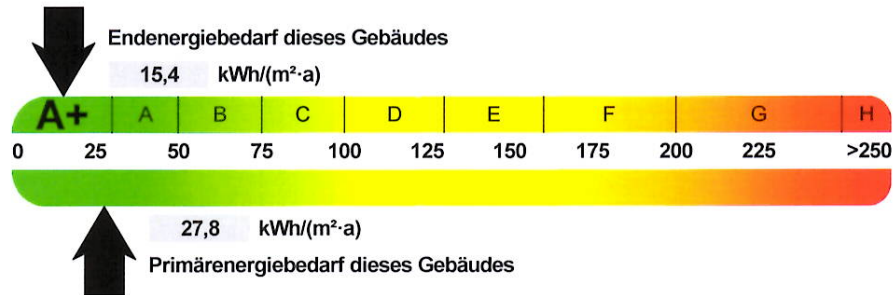 Endenergiebedarf dieses Gebäudes
15,4 kWh/(m²·a)
A+ A B C D E F G H
0 25 50 75 100 125 150 175 200 225 >250
27,8 kWh/(m²·a)
Primärenergiebedarf dieses Gebäudes